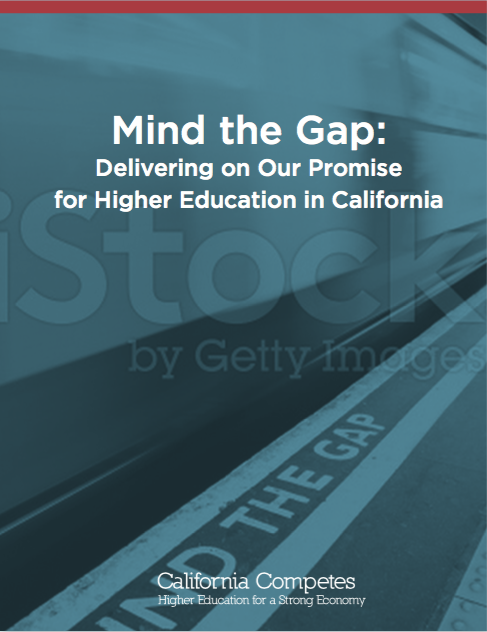 Mind the Gap:
Delivering on Our Promise
for Higher Education in California
iStock
by Getty Images
MIND THE GAP
California Competes
Higher Education for a Strong Economy